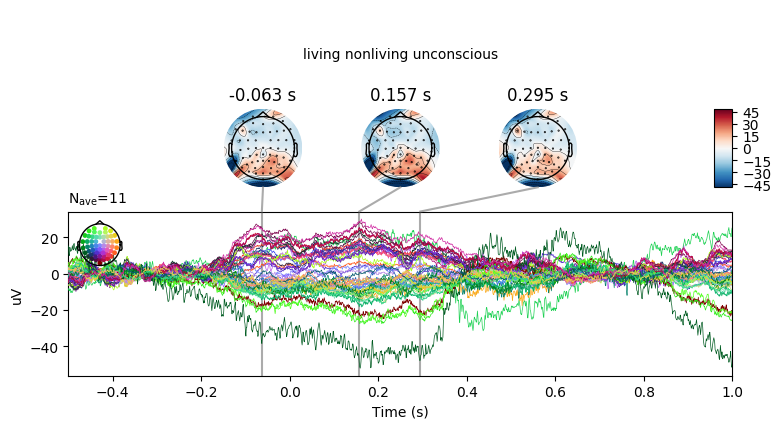 living nonliving unconscious
-0.063 s 0.157 s 0.295 s
45
30
15
0
−15
−30
−45
Nave=11
20
0
−20
−40
uV
−0.4 −0.2 0.0 0.2 0.4 0.6 0.8 1.0
Time (s)